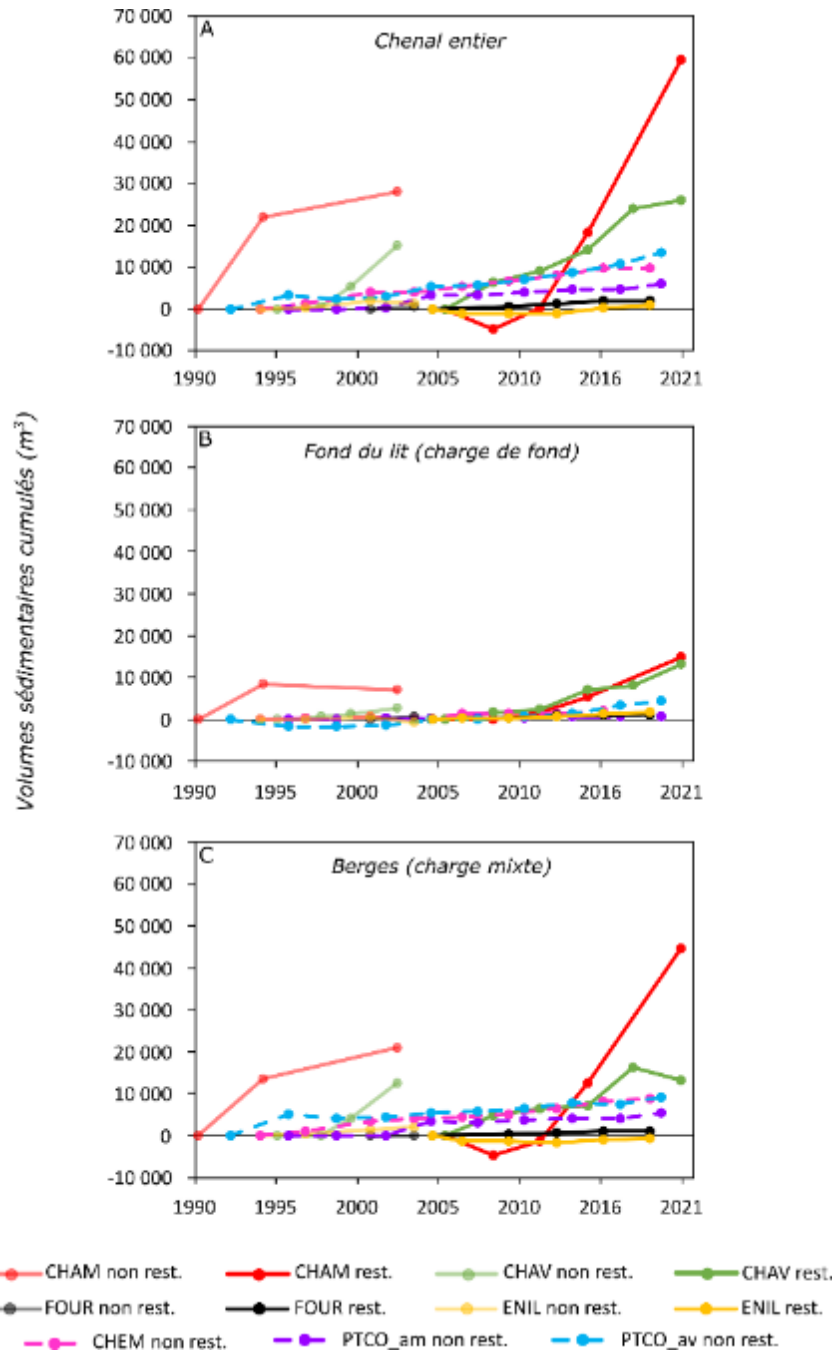 Volumes sédimentaires cumulés (m³)
A
Chenal entier
70 000
60 000
50 000
40 000
30 000
20 000
10 000
0
-10 000
1990 1995 2000 2005 2010 2016 2021
B
Fond du lit (charge de fond)
70 000
60 000
50 000
40 000
30 000
20 000
10 000
0
-10 000
1990 1995 2000 2005 2010 2016 2021
C
Berges (charge mixte)
70 000
60 000
50 000
40 000
30 000
20 000
10 000
0
-10 000
1990 1995 2000 2005 2010 2016 2021
CHAM non rest. CHAM rest. CHAV non rest. CHAV rest.
FOUR non rest. FOUR rest. ENIL non rest. ENIL rest.
CHEM non rest. PTCO_am non rest. PTCO_av non rest.